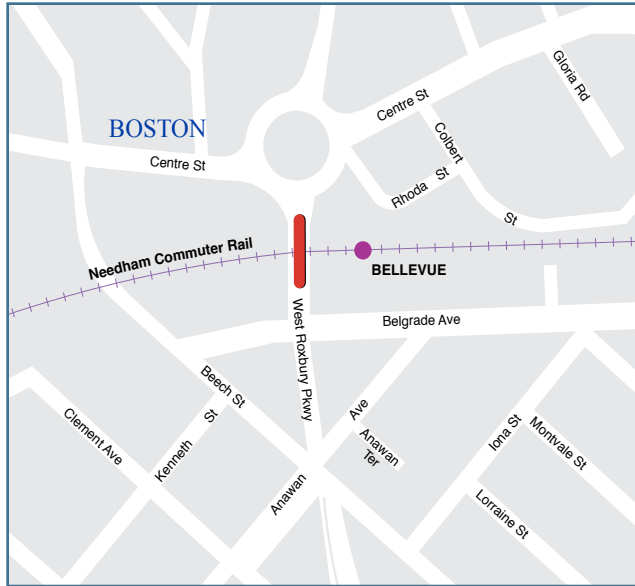 Gloria Rd
Centre St
BOSTON
Colbert
St
Centre St
Rhoda St
Needham Commuter Rail
BELLEVUE
West Roxbury Pkwy
Belgrade Ave
Beech St
Clement Ave
Kenneth St
Anawan Ave
Anawan
Ter
Iona St
Montvale St
Lorraine St